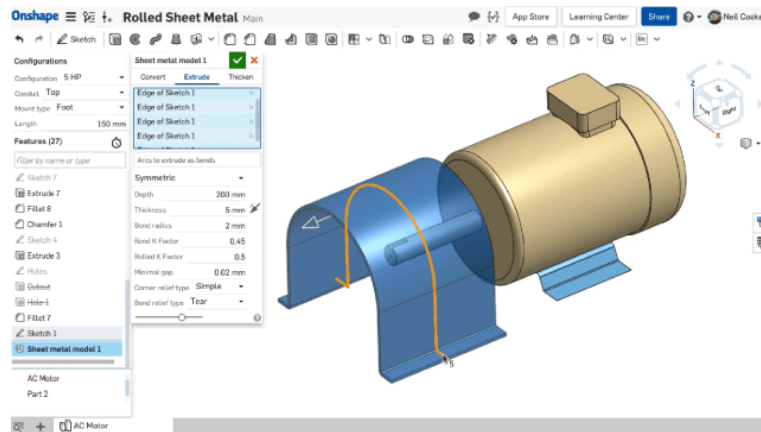 Onshape Rolled Sheet Metal Main App Store Learning Center Share Neil Cooke
Sketch
Configurations
Configuration 5 HP
Conduit Top
Mount type Foot
Length 150 mm
Features (27)
Filter by name or type
Sketch 7
Extrude 7
Fillet 8
Chamfer 1
Sketch 4
Extrude 3
Holes
Cutout
Hole 1
Fillet 7
Sketch 1
Sheet metal model 1
AC Motor
Part 2
AC Motor
Sheet metal model 1
Convert Extrude Thicken
Edge of Sketch 1
Edge of Sketch 1
Edge of Sketch 1
Edge of Sketch 1
Arcs to extrude as bends
Symmetric
Depth 200 mm
Thickness 5 mm
Bend radius 2 mm
Bend K Factor 0.45
Rolled K Factor 0.5
Minimal gap 0.02 mm
Corner relief type Simple
Bend relief type Tear
5
Z
Right
X